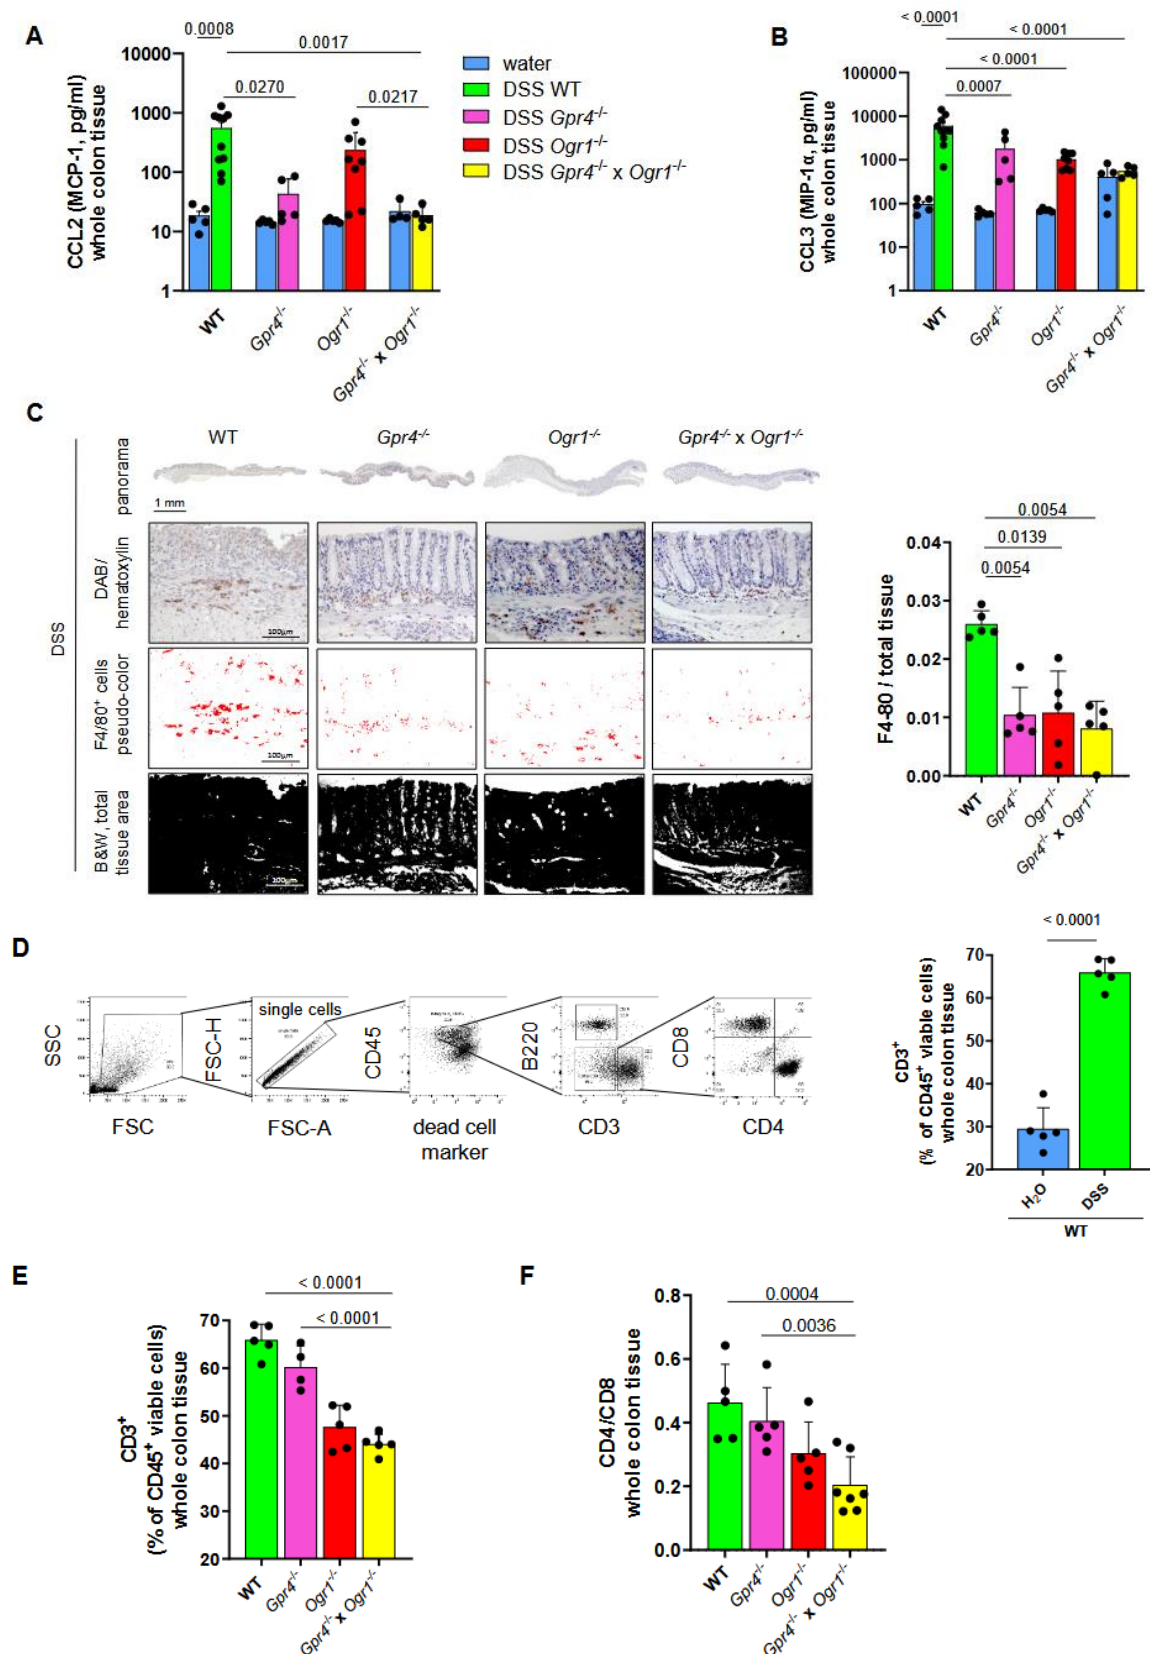 A
0.0008
0.0017
0.0270
0.0217
CCL2 (MCP-1, pg/ml)
whole colon tissue
10000
1000
100
10
1
WT
Gpr4-/-
Ogr1-/-
Gpr4-/- x Ogr1-/-
water
DSS WT
DSS Gpr4-/-
DSS Ogr1-/-
DSS Gpr4-/- x Ogr1-/-
B
< 0.0001
< 0.0001
< 0.0001
0.0007
CCL3 (MIP-1α, pg/ml)
whole colon tissue
100000
10000
1000
100
10
1
WT
Gpr4-/-
Ogr1-/-
Gpr4-/- x Ogr1-/-
C
DSS
WT
Gpr4-/-
Ogr1-/-
Gpr4-/- x Ogr1-/-
panorama
1 mm
DAB/
hematoxylin
100µm
F4/80+ cells
pseudo-color
100µm
B&W, total
tissue area
100µm
0.0054
0.0139
0.0054
F4-80 / total tissue
0.04
0.03
0.02
0.01
0.00
WT
Gpr4-/-
Ogr1-/-
Gpr4-/- x Ogr1-/-
D
SSC
FSC
FSC-H
single cells
FSC-A
CD45
dead cell
marker
B220
CD3
CD8
CD4
< 0.0001
CD3+
(% of CD45+ viable cells)
whole colon tissue
70
60
50
40
30
20
H2O
DSS
WT
E
< 0.0001
< 0.0001
CD3+
(% of CD45+ viable cells)
whole colon tissue
70
60
50
40
30
20
WT
Gpr4-/-
Ogr1-/-
Gpr4-/- x Ogr1-/-
F
0.0004
0.0036
CD4/CD8
whole colon tissue
0.8
0.6
0.4
0.2
0.0
WT
Gpr4-/-
Ogr1-/-
Gpr4-/- x Ogr1-/-